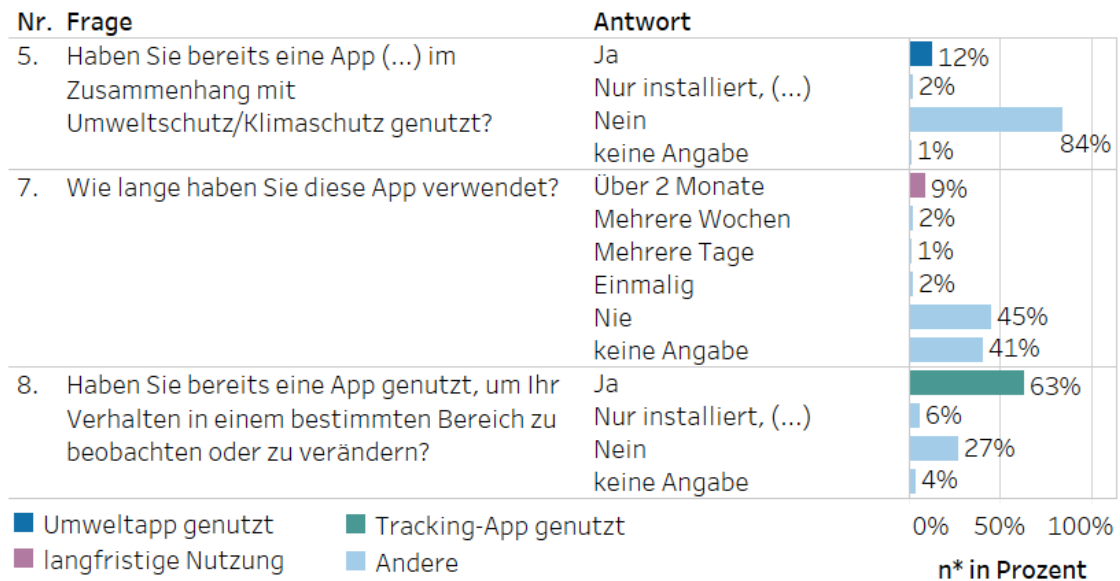 Nr. Frage Antwort
5. Haben Sie bereits eine App (...) im Ja 12%
Zusammenhang mit Nur installiert, (...) 2%
Umweltschutz/Klimaschutz genutzt? Nein 84%
keine Angabe 1%
7. Wie lange haben Sie diese App verwendet? Über 2 Monate 9%
Mehrere Wochen 2%
Mehrere Tage 1%
Einmalig 2%
Nie 45%
keine Angabe 41%
8. Haben Sie bereits eine App genutzt, um Ihr Ja 63%
Verhalten in einem bestimmten Bereich zu Nur installiert, (...) 6%
beobachten oder zu verändern? Nein 27%
keine Angabe 4%
Umweltapp genutzt Tracking-App genutzt 0% 50% 100%
langfristige Nutzung Andere n* in Prozent